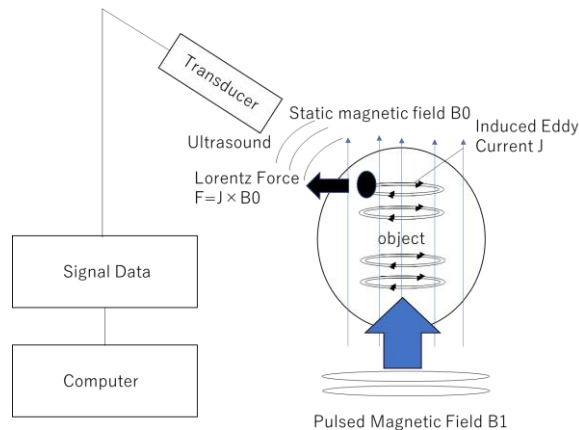 Transducer
Static magnetic field B0
Ultrasound
Induced Eddy
Current J
Lorentz Force
F=J×B0
object
Signal Data
Computer
Pulsed Magnetic Field B1